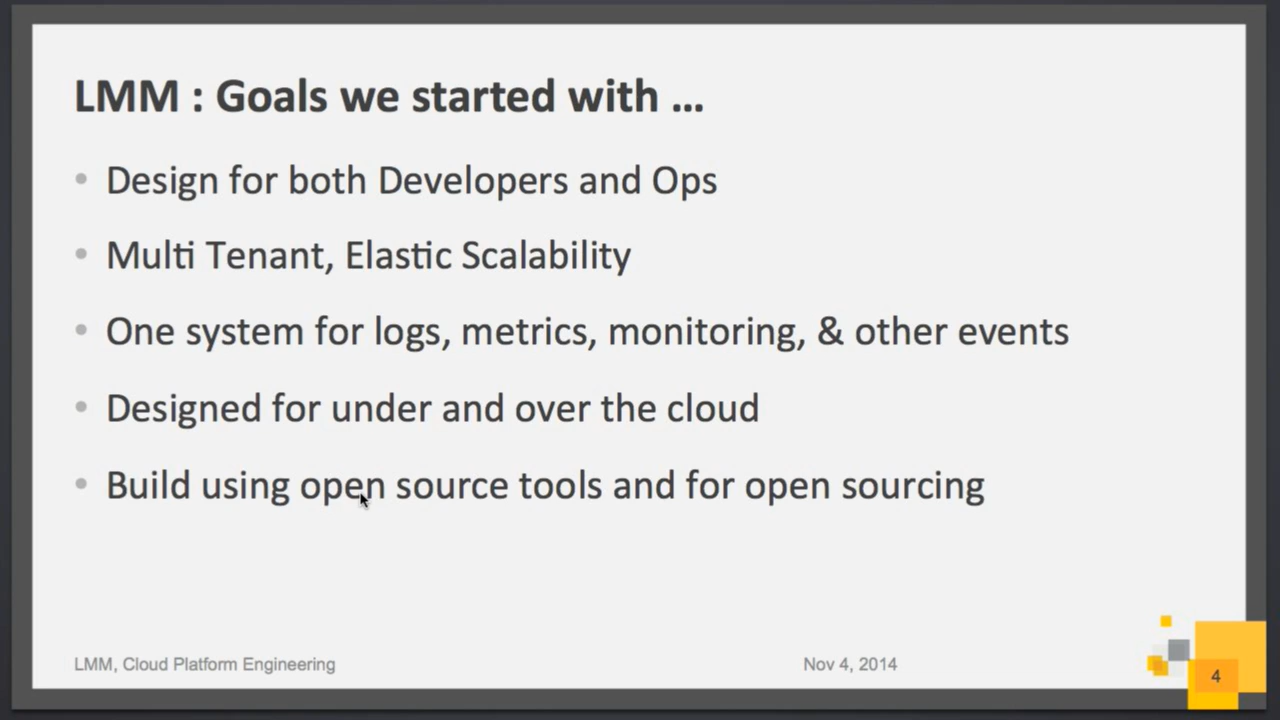 LMM : Goals we started with ...
• Design for both Developers and Ops
• Multi Tenant, Elastic Scalability
• One system for logs, metrics, monitoring, & other events
• Designed for under and over the cloud
• Build using open source tools and for open sourcing
LMM, Cloud Platform Engineering
Nov 4, 2014
4